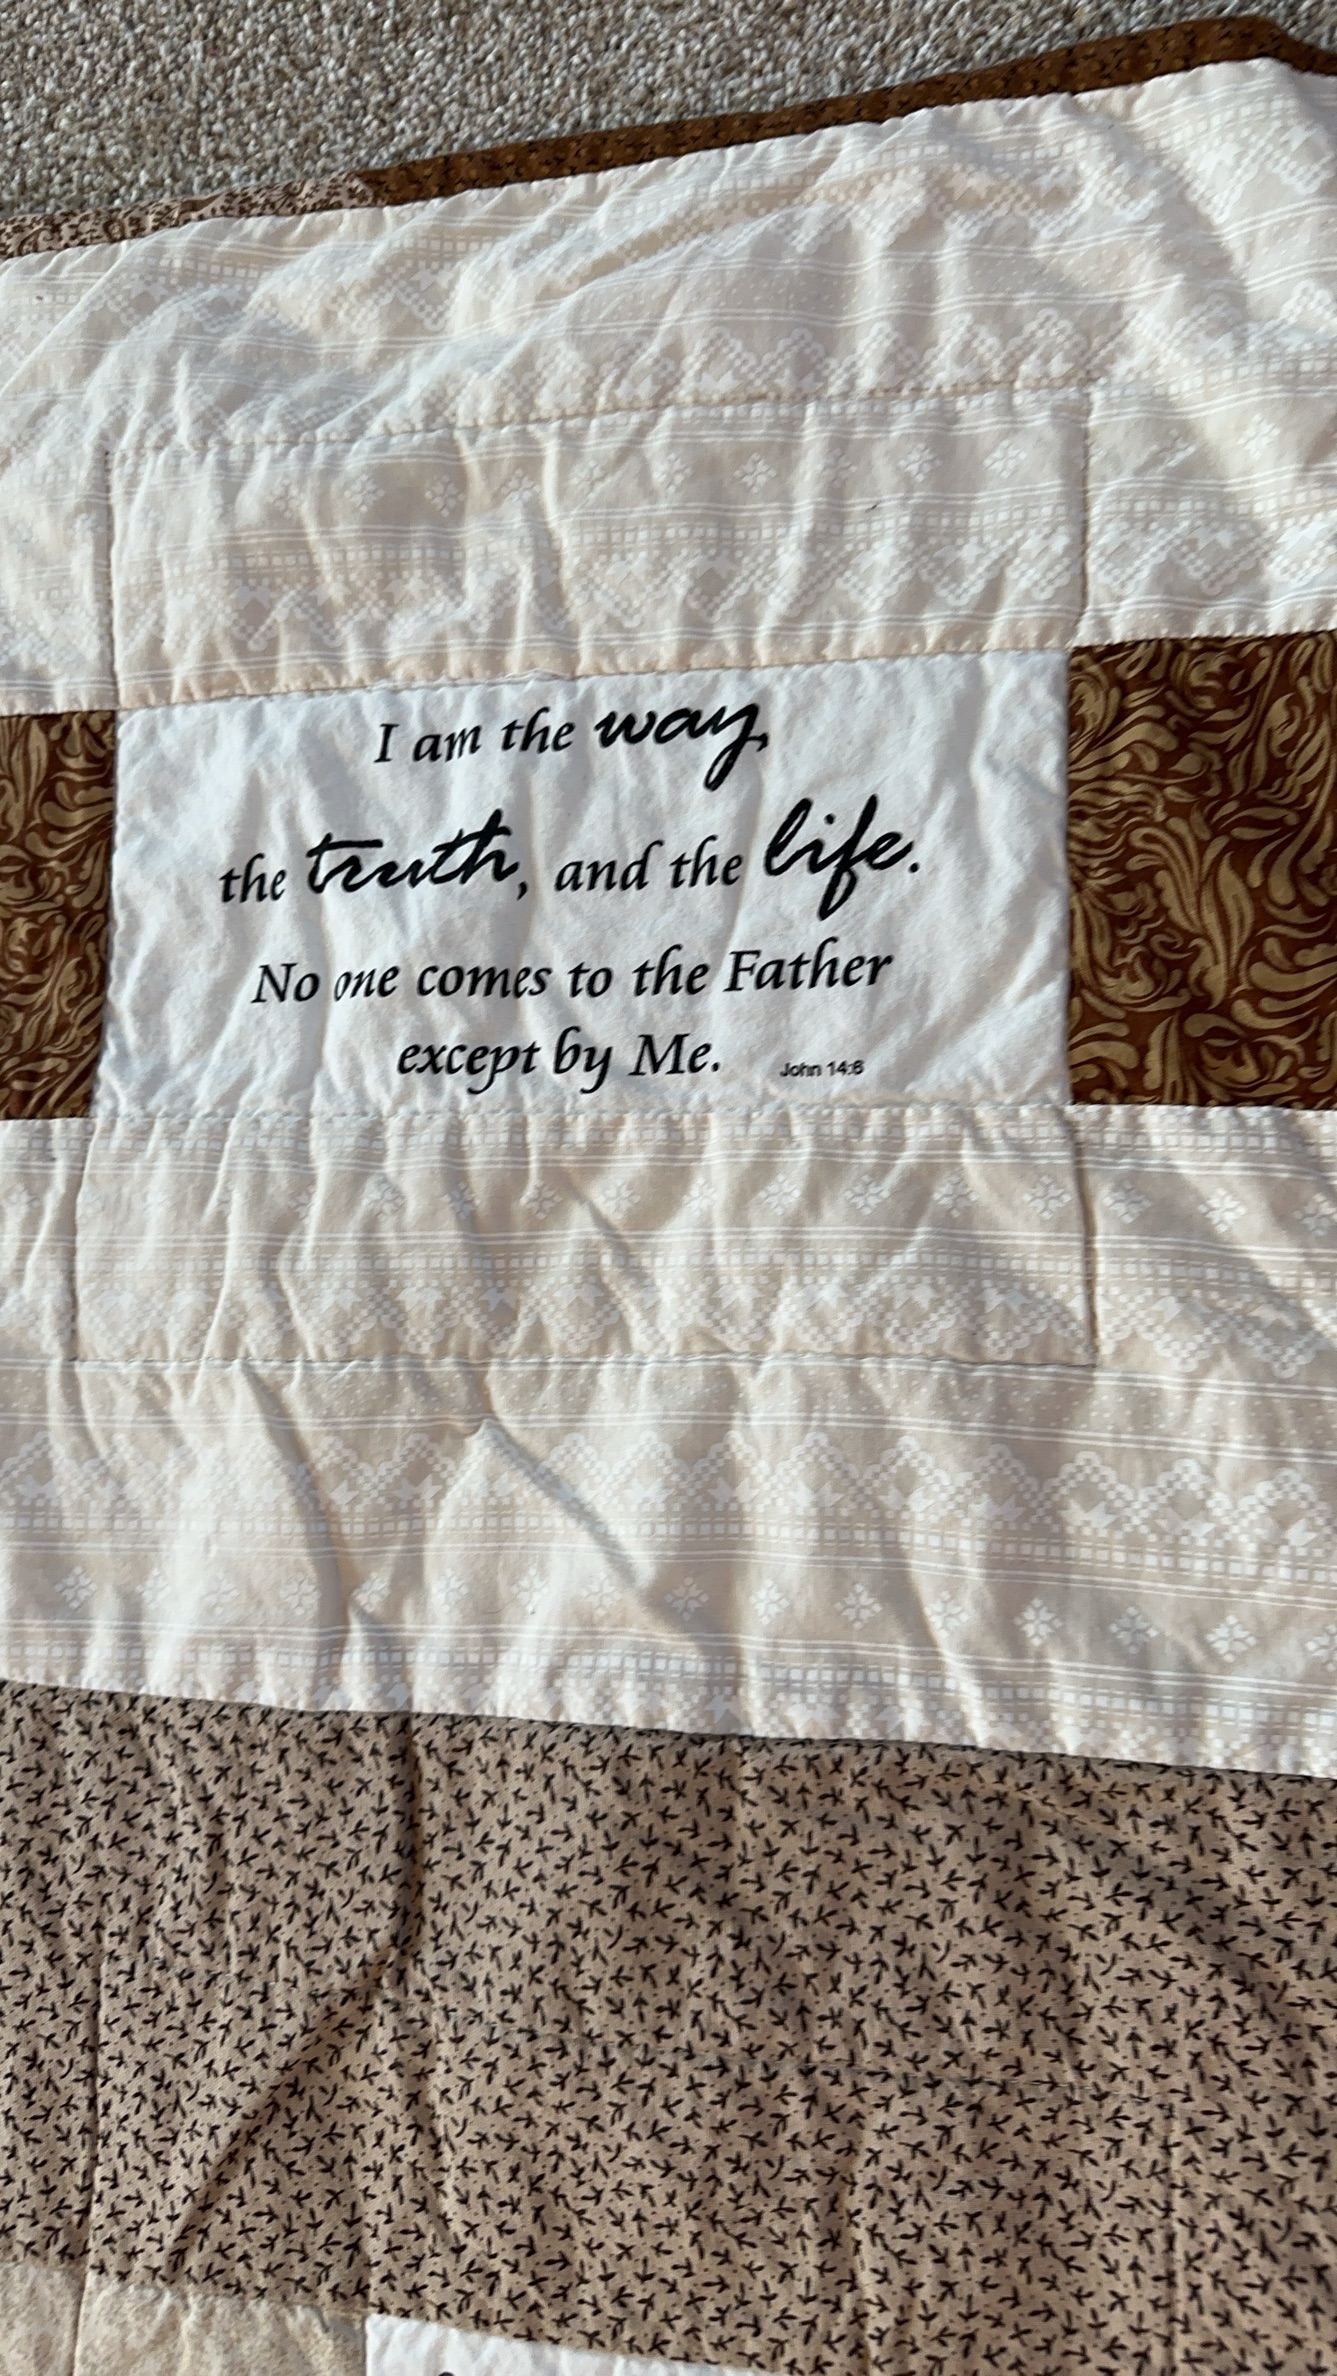 I am the way,
the truth, and the life.
No one comes to the Father
except by Me. John 14:6